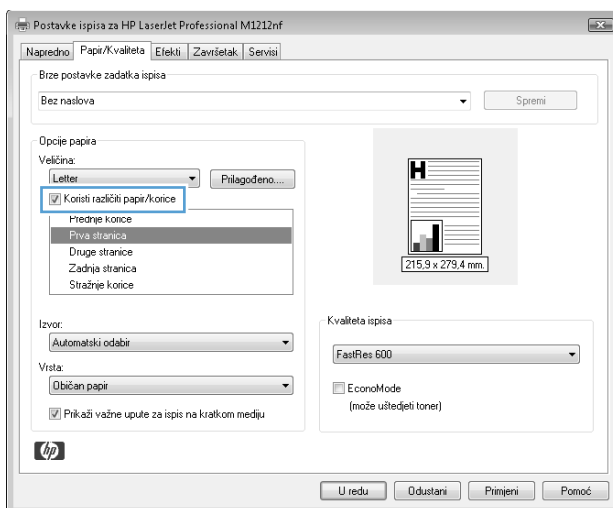 Postavke ispisa za HP LaserJet Professional M1212nf
Napredno Papir/Kvaliteta Efekti Završetak Servisi
Brze postavke zadatka ispisa
Bez naslova Spremi
Opcije papira
Veličina:
Letter Prilagođeno....
Koristi različiti papir/korice
Prednje korice
Prva stranica
Druge stranice
Zadnja stranica
Stražnje korice
H
215,9 x 279,4 mm.
Izvor:
Automatski odabir
Vrsta:
Običan papir
Prikaži važne upute za ispis na kratkom mediju
Kvaliteta ispisa
FastRes 600
EconoMode
(može uštedjeti toner)
hp
U redu Odustani Primjeni Pomoć